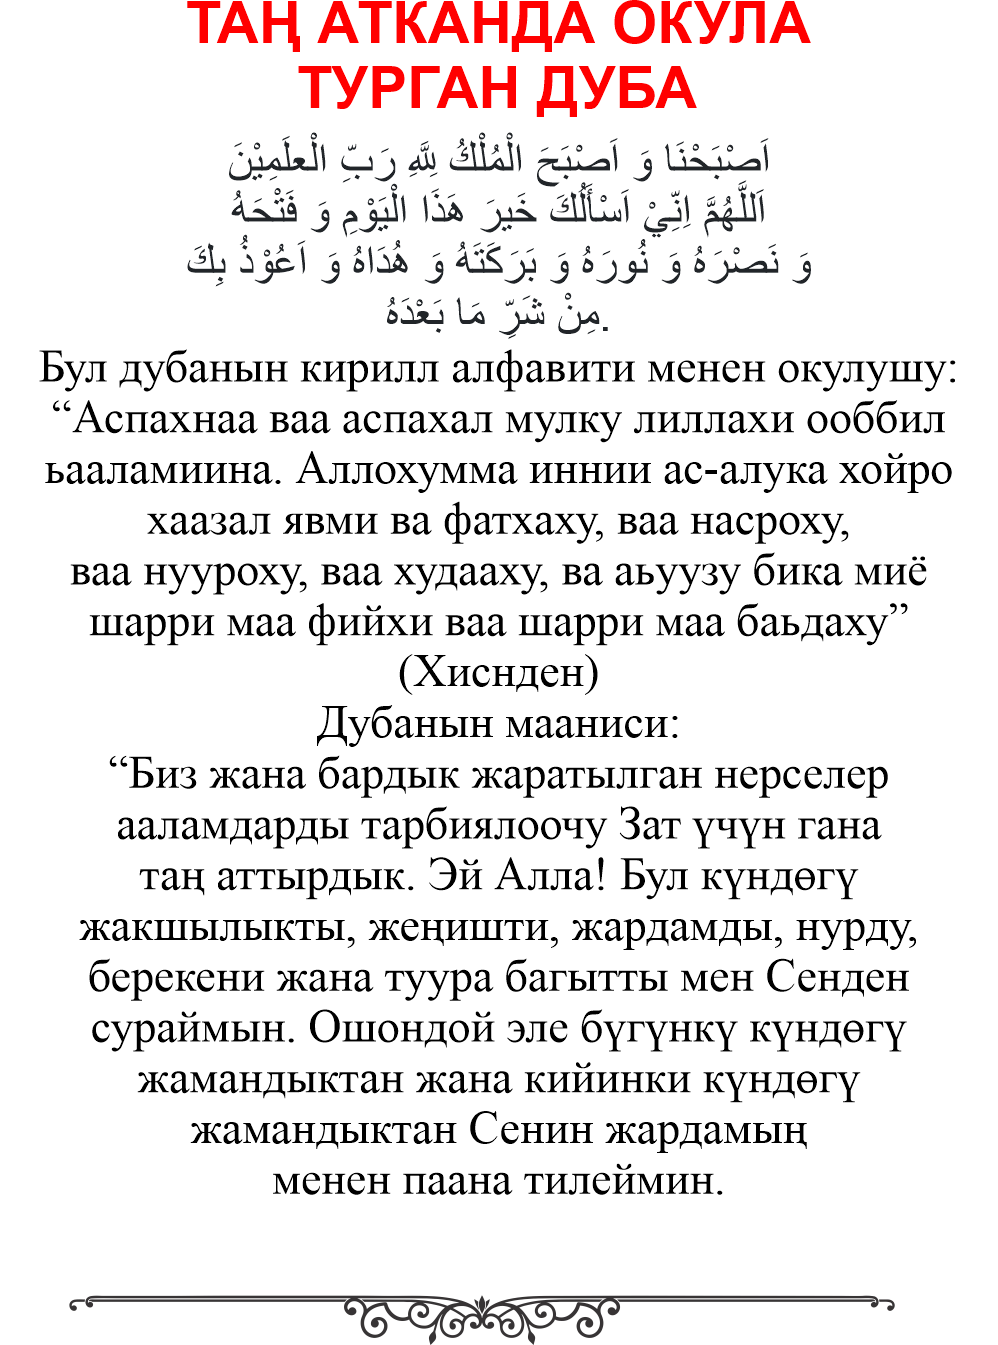 ТАҢ АТКАНДА ОКУЛА
ТУРГАН ДУБА
اَصْبَحْنَا وَ اَصْبَحَ الْمُلْكُ لِلَّهِ رَبِّ الْعلَمِيْنَ
اَللَّهُمَّ اِنِّيْ اَسْأَلُكَ خَيرَ هَذَا الْيَوْمِ وَ فَتْحَهُ
وَ نَصْرَهُ وَ نُورَهُ وَ بَرَكَتَهُ وَ هُدَاهُ وَ اَعُوْذُ بِكَ
مِنْ شَرِّ مَا بَعْدَهُ.
Бул дубанын кирилл алфавити менен окулушу:
“Аспахнаа ваа аспахал мулку лиллахи ооббил
ьааламиина. Аллохумма иннии ас-алука хойро
хаазал явми ва фатхаху, ваа насроху,
ваа нууроху, ваа худааху, ва аьуузу бика миё
шарри маа фийхи ваа шарри маа баьдаху”
(Хиснден)
Дубанын мааниси:
“Биз жана бардык жаратылган нерселер
ааламдарды тарбиялоочу Зат үчүн гана
таң аттырдык. Эй Алла! Бул күндөгү
жакшылыкты, жеңишти, жардамды, нурду,
берекени жана туура багытты мен Сенден
сураймын. Ошондой эле бүгүнкү күндөгү
жамандыктан жана кийинки күндөгү
жамандыктан Сенин жардамың
менен паана тилеймин.